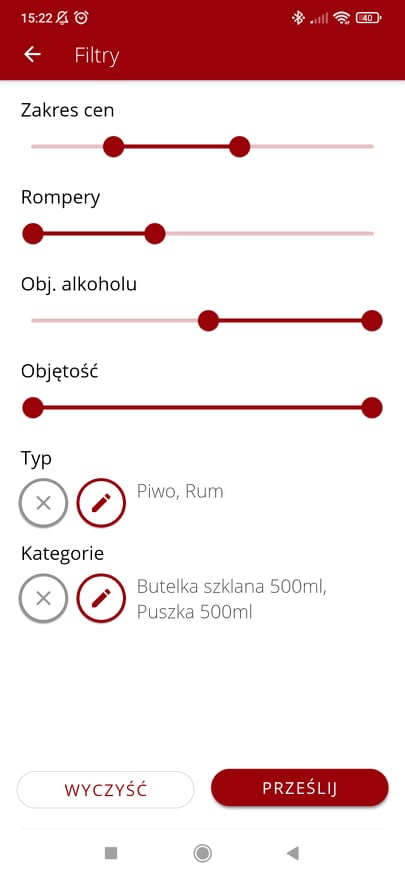 15:22
40
Filtry
Zakres cen
Rompery
Obj. alkoholu
Objętość
Typ
Piwo, Rum
Kategorie
Butelka szklana 500ml,
Puszka 500ml
WYCZYŚĆ
PRZEŚLIJ